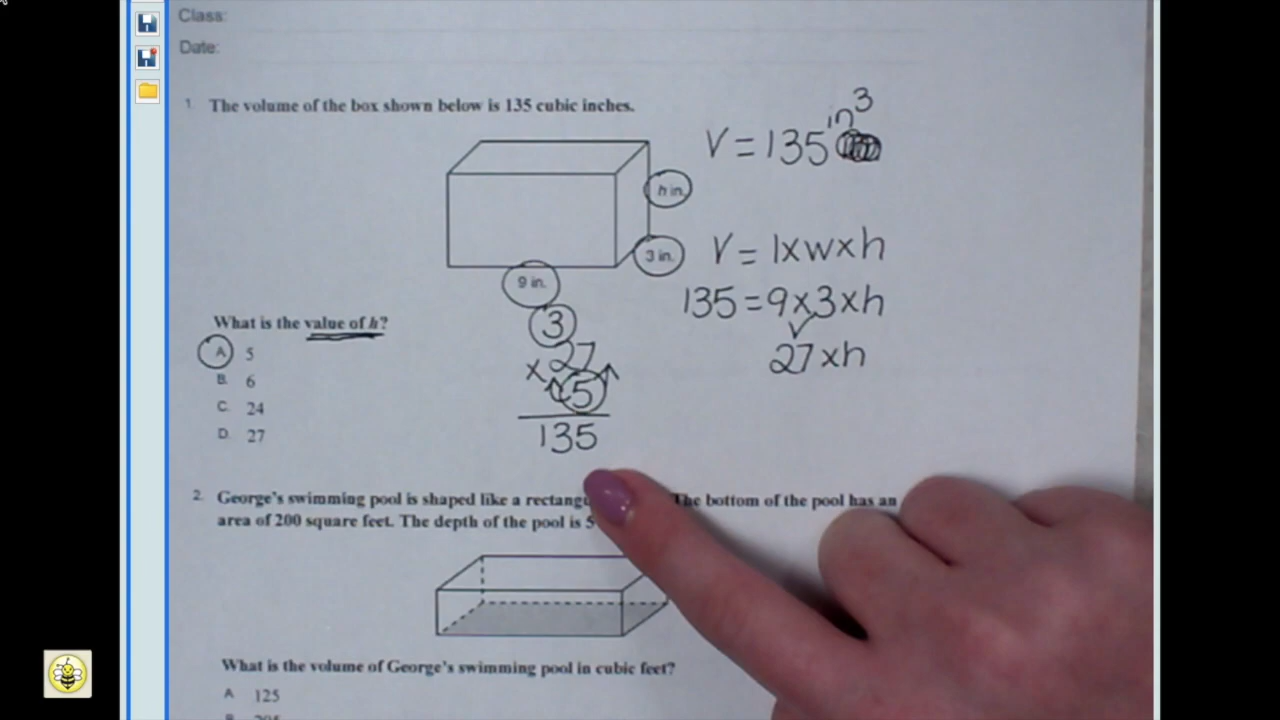 Class:
Date:
1. The volume of the box shown below is 135 cubic inches.
V = 135 in³
h in.
3 in.
9 in.
V = l x w x h
135 = 9 x 3 x h
27 x h
What is the value of h?
A 5
B. 6
C. 24
D. 27
3
27
x 5
135
2. George's swimming pool is shaped like a The bottom of the pool has an
area of 200 square feet. The depth of the pool is 5
What is the volume of George's swimming pool in cubic feet?
A 125